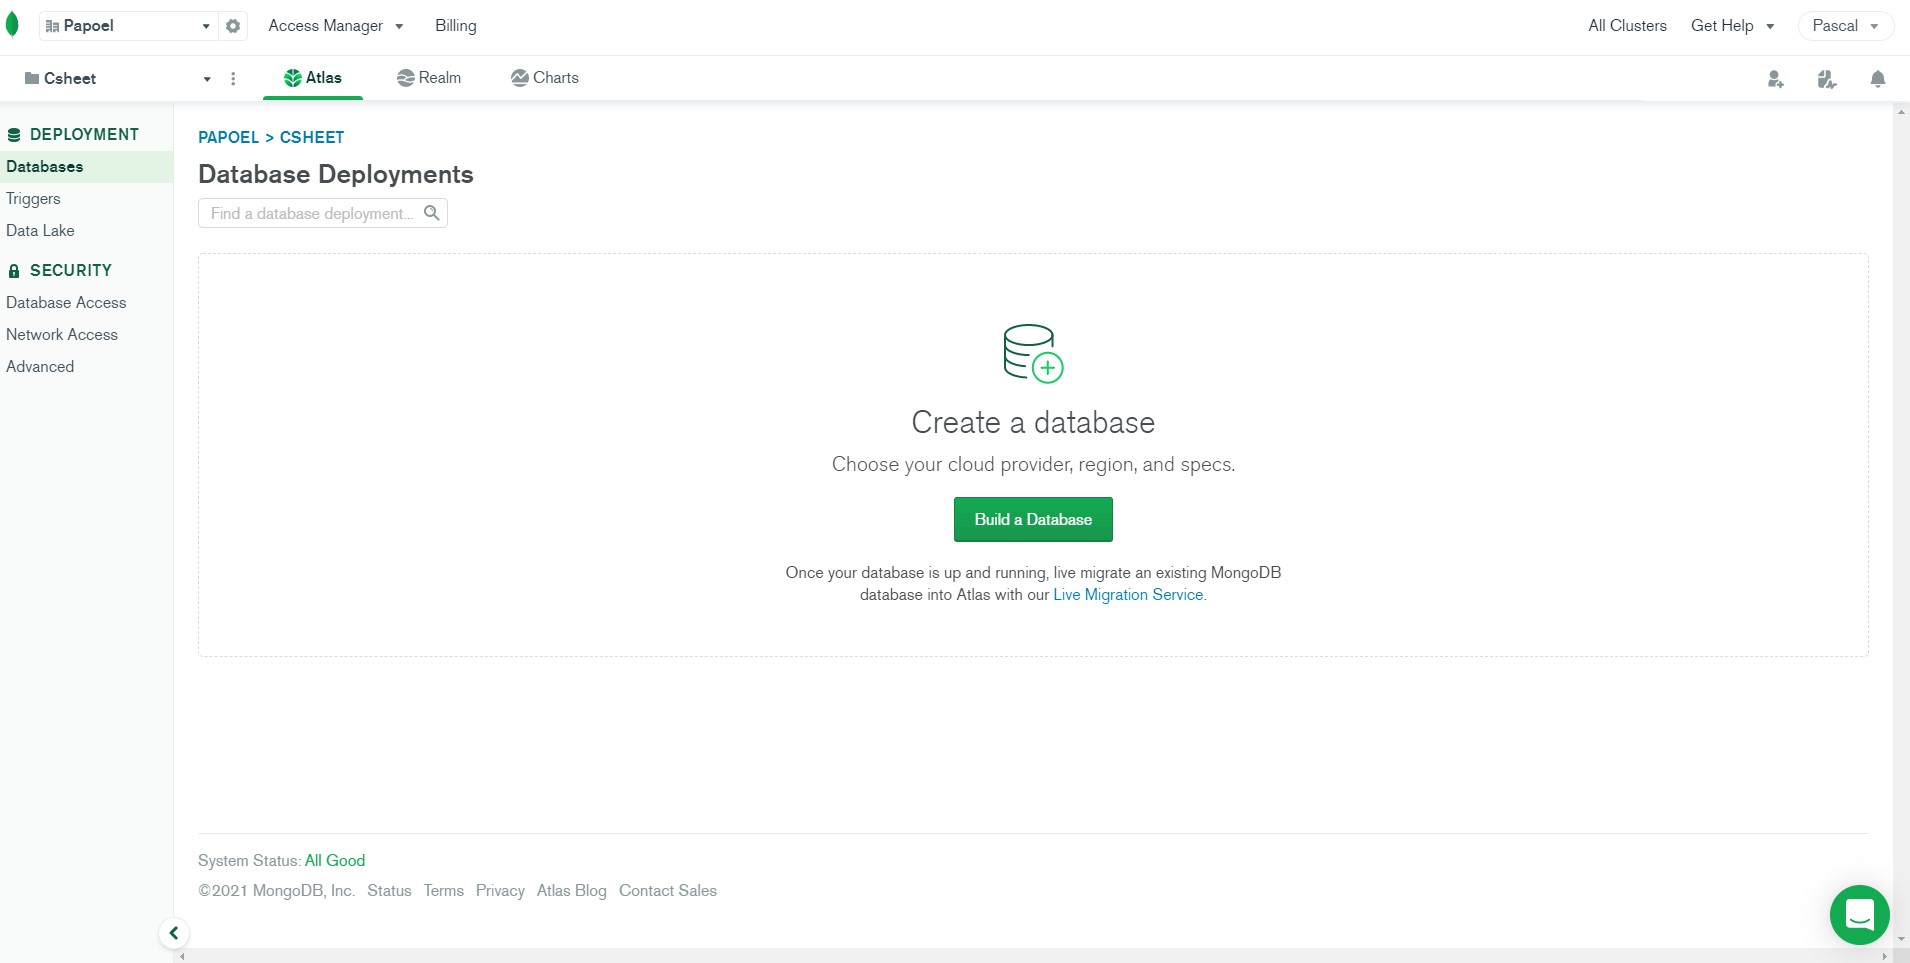 Papoel
Access Manager
Billing
All Clusters
Get Help
Pascal
Csheet
Atlas
Realm
Charts
DEPLOYMENT
Databases
Triggers
Data Lake
SECURITY
Database Access
Network Access
Advanced
PAPOEL > CSHEET
Database Deployments
Find a database deployment...
Create a database
Choose your cloud provider, region, and specs.
Build a Database
Once your database is up and running, live migrate an existing MongoDB
database into Atlas with our Live Migration Service.
System Status: All Good
©2021 MongoDB, Inc. Status Terms Privacy Atlas Blog Contact Sales